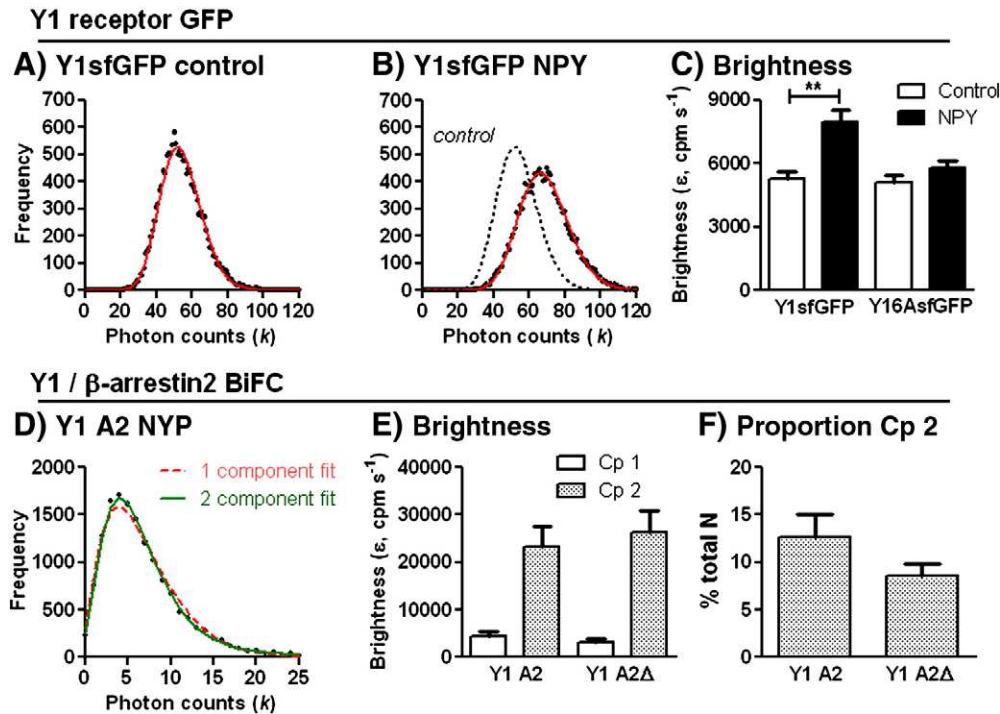 Y1 receptor GFP
A) Y1sfGFP control
Frequency
700
600
500
400
300
200
100
0
0 20 40 60 80 100 120
Photon counts (k)
B) Y1sfGFP NPY
control
700
600
500
400
300
200
100
0
0 20 40 60 80 100 120
Photon counts (k)
C) Brightness
Control
NPY
**
Brightness (ε, cpm s⁻¹)
9000
6000
3000
0
Y1sfGFP Y16AsfGFP
Y1 / β-arrestin2 BiFC
D) Y1 A2 NYP
1 component fit
2 component fit
Frequency
2000
1500
1000
500
0
0 5 10 15 20 25
Photon counts (k)
E) Brightness
Cp 1
Cp 2
Brightness (ε, cpm s⁻¹)
40000
30000
20000
10000
0
Y1 A2 Y1 A2Δ
F) Proportion Cp 2
% total N
20
15
10
5
0
Y1 A2 Y1 A2Δ